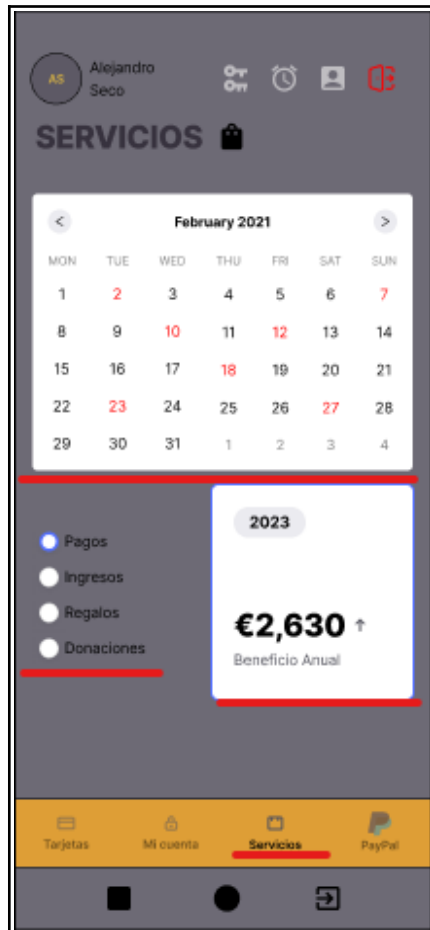 AS
Alejandro
Seco
SERVICIOS
< February 2021 >
MON TUE WED THU FRI SAT SUN
1 2 3 4 5 6 7
8 9 10 11 12 13 14
15 16 17 18 19 20 21
22 23 24 25 26 27 28
29 30 31 1 2 3 4
Pagos
Ingresos
Regalos
Donaciones
2023
€2,630 ↑
Beneficio Anual
Tarjetas Mi cuenta Servicios PayPal